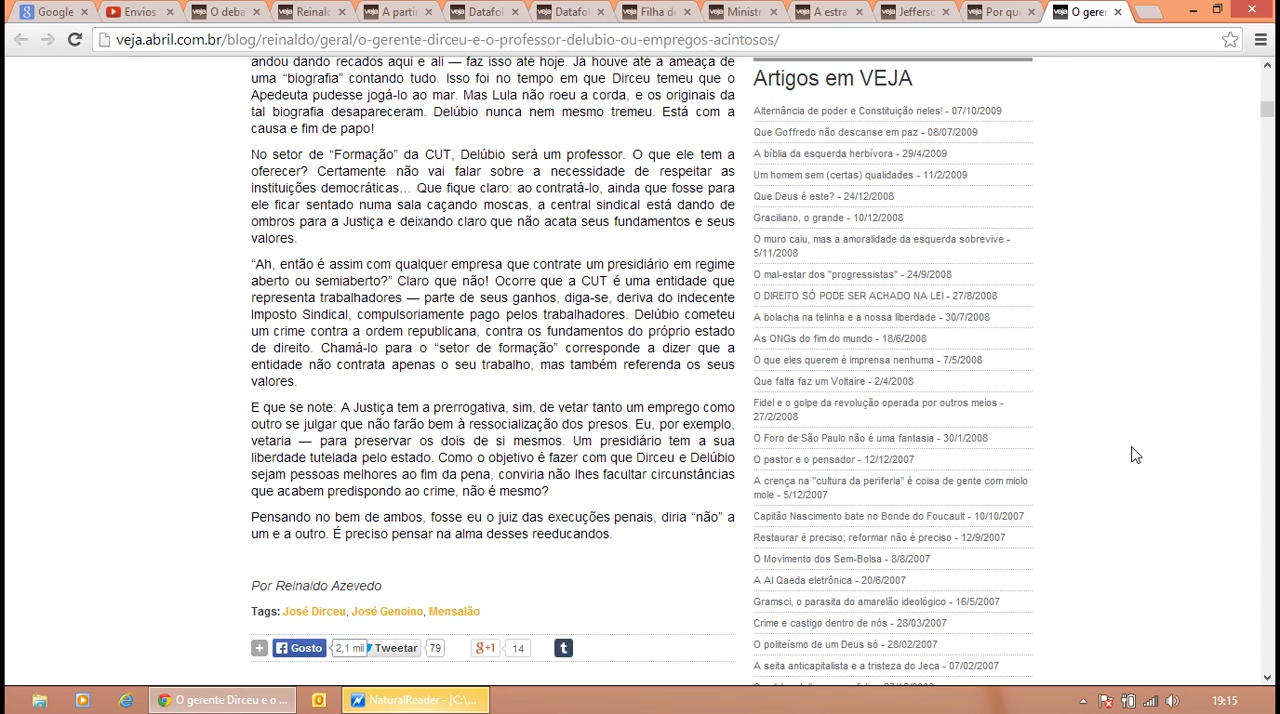 Google
Envios
O deba
Reinal
A partir
Datafol
Datafol
Filha de
Ministr
A estra
Jeffers
Por que
O geren
veja.abril.com.br/blog/reinaldo/geral/o-gerente-dirceu-e-o-professor-delubio-ou-empregos-acintosos/
andou dando recados aqui e ali — faz isso até hoje. Já houve até a ameaça de
uma “biografia” contando tudo. Isso foi no tempo em que Dirceu temeu que o
Apedeuta pudesse jogá-lo ao mar. Mas Lula não roeu a corda, e os originais da
tal biografia desapareceram. Delúbio nunca nem mesmo tremeu. Está com a
causa e fim de papo!
No setor de “Formação” da CUT, Delúbio será um professor. O que ele tem a
oferecer? Certamente não vai falar sobre a necessidade de respeitar as
instituições democráticas… Que fique claro: ao contratá-lo, ainda que fosse para
ele ficar sentado numa sala caçando moscas, a central sindical está dando de
ombros para a Justiça e deixando claro que não acata seus fundamentos e seus
valores.
“Ah, então é assim com qualquer empresa que contrate um presidiário em regime
aberto ou semiaberto?” Claro que não! Ocorre que a CUT é uma entidade que
representa trabalhadores — parte de seus ganhos, diga-se, deriva do indecente
Imposto Sindical, compulsoriamente pago pelos trabalhadores. Delúbio cometeu
um crime contra a ordem republicana, contra os fundamentos do próprio estado
de direito. Chamá-lo para o “setor de formação” corresponde a dizer que a
entidade não contrata apenas o seu trabalho, mas também referenda os seus
valores.
E que se note: A Justiça tem a prerrogativa, sim, de vetar tanto um emprego como
outro se julgar que não farão bem à ressocialização dos presos. Eu, por exemplo,
vetaria — para preservar os dois de si mesmos. Um presidiário tem a sua
liberdade tutelada pelo estado. Como o objetivo é fazer com que Dirceu e Delúbio
sejam pessoas melhores ao fim da pena, conviria não lhes facultar circunstâncias
que acabem predispondo ao crime, não é mesmo?
Pensando no bem de ambos, fosse eu o juiz das execuções penais, diria “não” a
um e a outro. É preciso pensar na alma desses reeducandos.
Por Reinaldo Azevedo
Tags: José Dirceu, José Genoino, Mensalão
Gosto 2,1 mil Tweetar 79 g+1 14 t
Artigos em VEJA
Alternância de poder e Constituição neles! - 07/10/2009
Que Goffredo não descanse em paz - 08/07/2009
A bíblia da esquerda herbívora - 29/4/2009
Um homem sem (certas) qualidades - 11/2/2009
Que Deus é este? - 24/12/2008
Graciliano, o grande - 10/12/2008
O muro caiu, mas a amoralidade da esquerda sobrevive -
5/11/2008
O mal-estar dos "progressistas" - 24/9/2008
O DIREITO SÓ PODE SER ACHADO NA LEI - 27/8/2008
A bolacha na telinha e a nossa liberdade - 30/7/2008
As ONGs do fim do mundo - 18/6/2008
O que eles querem é imprensa nenhuma - 7/5/2008
Que falta faz um Voltaire - 2/4/2008
Fidel e o golpe da revolução operada por outros meios -
27/2/2008
O Foro de São Paulo não é uma fantasia - 30/1/2008
O pastor e o pensador - 12/12/2007
A crença na "cultura da periferia" é coisa de gente com miolo
mole - 5/12/2007
Capitão Nascimento bate no Bonde do Foucault - 10/10/2007
Restaurar é preciso; reformar não é preciso - 12/9/2007
O Movimento dos Sem-Bolsa - 8/8/2007
A Al Qaeda eletrônica - 20/6/2007
Gramsci, o parasita do amarelão ideológico - 16/5/2007
Crime e castigo dentro de nós - 28/03/2007
O politeísmo de um Deus só - 28/02/2007
A seita anticapitalista e a tristeza do Jeca - 07/02/2007
O gerente Dirceu e o ...
NaturalReader - [C:\...
19:15